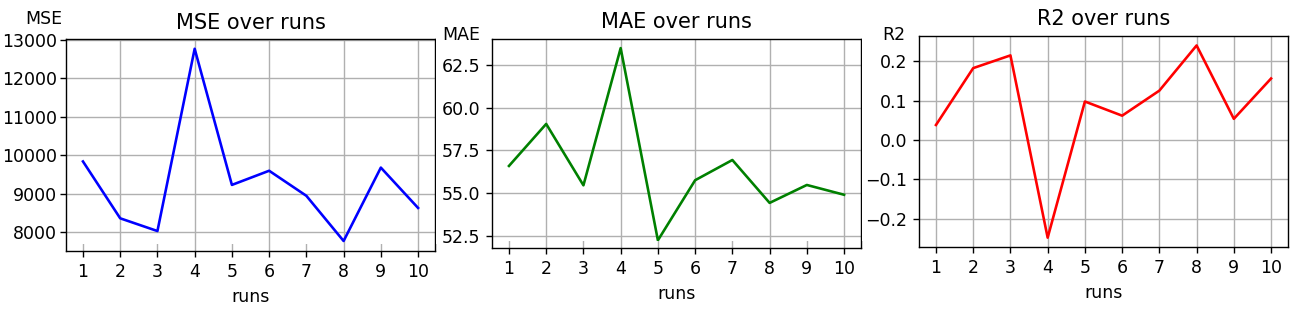 MSE over runs
MSE
13000
12000
11000
10000
9000
8000
1 2 3 4 5 6 7 8 9 10
runs
MAE over runs
MAE
62.5
60.0
57.5
55.0
52.5
1 2 3 4 5 6 7 8 9 10
runs
R2 over runs
R2
0.2
0.1
0.0
−0.1
−0.2
1 2 3 4 5 6 7 8 9 10
runs